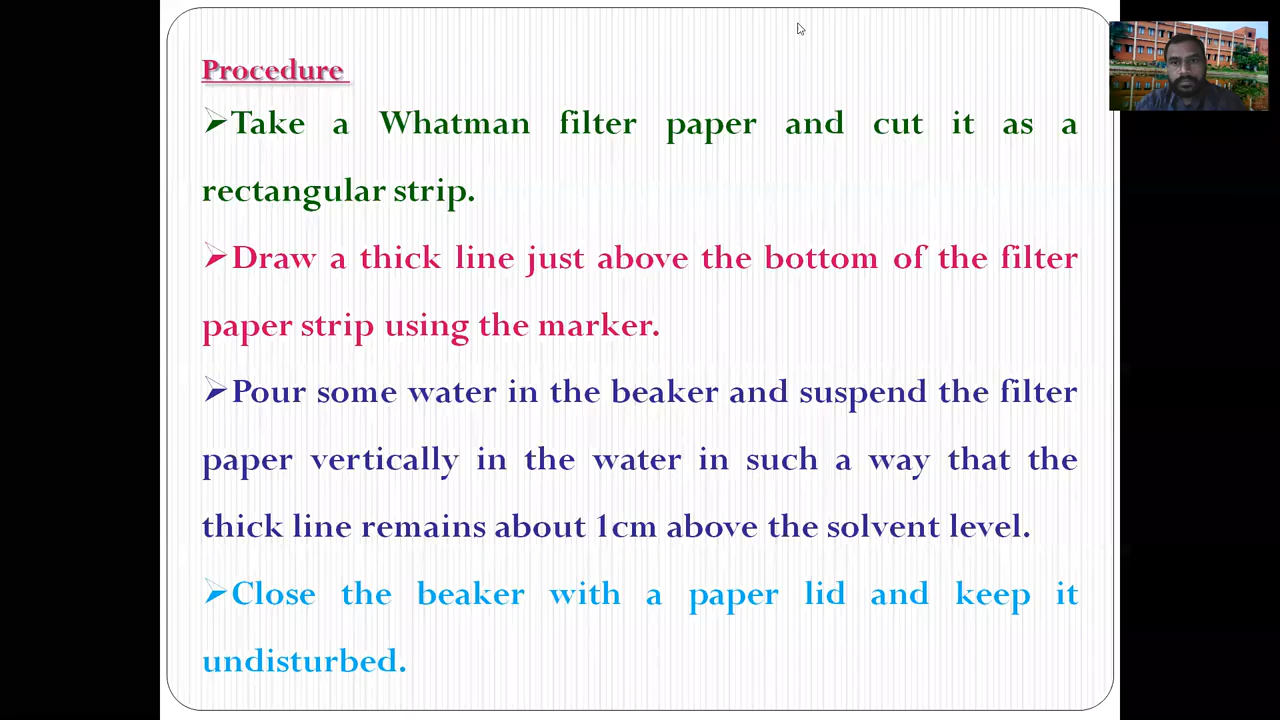 Procedure
➢Take a Whatman filter paper and cut it as a
rectangular strip.
➢Draw a thick line just above the bottom of the filter
paper strip using the marker.
➢Pour some water in the beaker and suspend the filter
paper vertically in the water in such a way that the
thick line remains about 1cm above the solvent level.
➢Close the beaker with a paper lid and keep it
undisturbed.